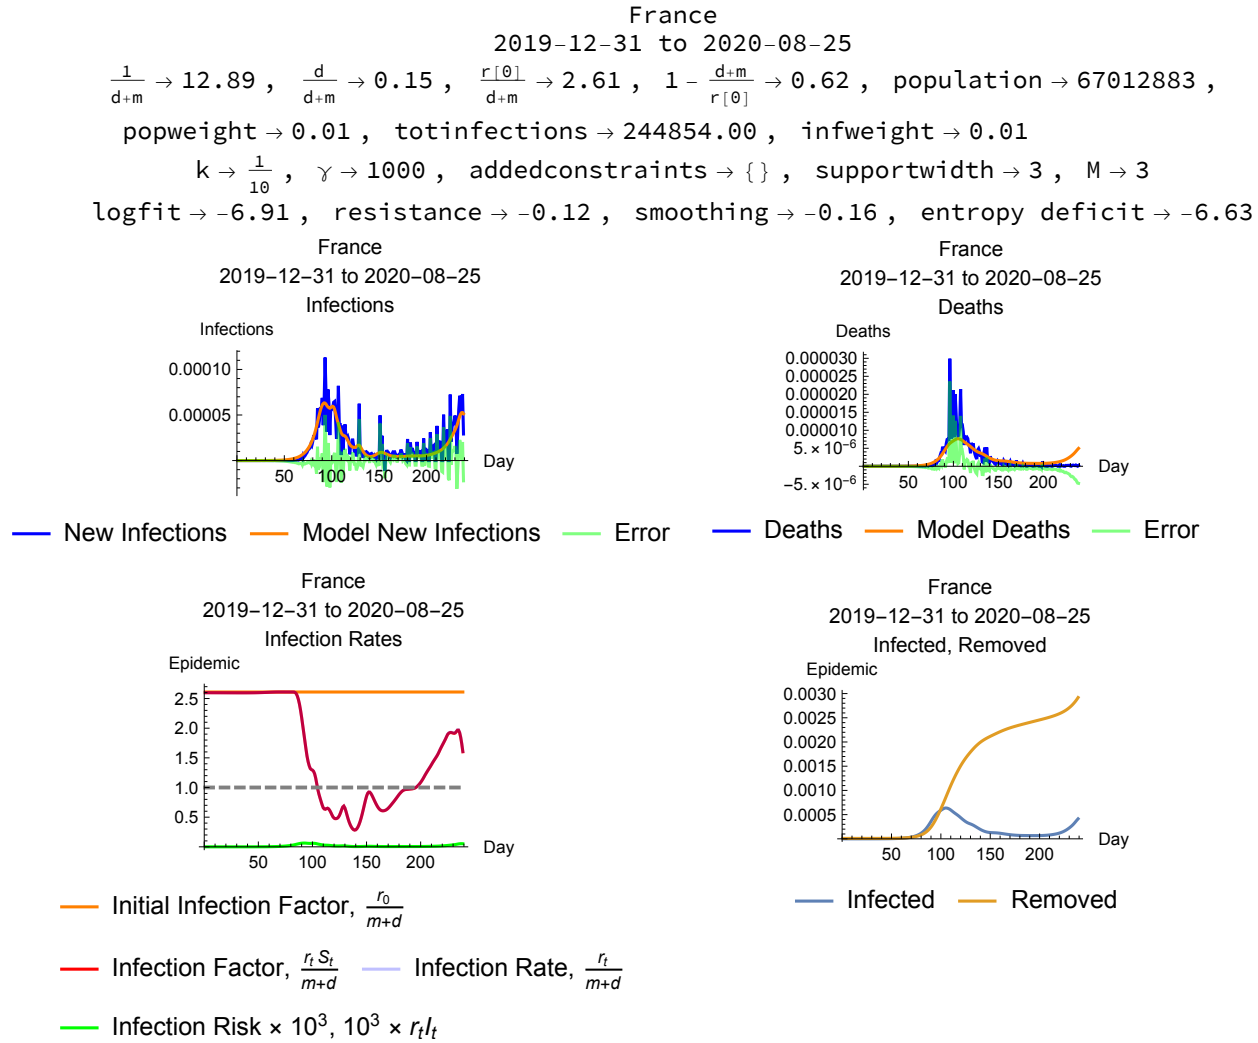 France
2019-12-31 to 2020-08-25
1/(d+m) → 12.89 , d/(d+m) → 0.15 , r[0]/(d+m) → 2.61 , 1 - (d+m)/r[0] → 0.62 , population → 67012883 ,
popweight → 0.01 , totinfections → 244854.00 , infweight → 0.01
k → 1/10 , γ → 1000 , addedconstraints → {} , supportwidth → 3 , M → 3
logfit → -6.91 , resistance → -0.12 , smoothing → -0.16 , entropy deficit → -6.63
France
2019-12-31 to 2020-08-25
Infections
Infections
0.00010
0.00005
50 100 150 200
Day
New Infections Model New Infections Error
France
2019-12-31 to 2020-08-25
Deaths
Deaths
0.000030
0.000025
0.000020
0.000015
0.000010
5. × 10⁻⁶
-5. × 10⁻⁶
50 100 150 200
Day
Deaths Model Deaths Error
France
2019-12-31 to 2020-08-25
Infection Rates
Epidemic
2.5
2.0
1.5
1.0
0.5
50 100 150 200
Day
Initial Infection Factor, r₀/(m+d)
Infection Factor, rₜ Sₜ/(m+d) Infection Rate, rₜ/(m+d)
Infection Risk × 10³, 10³ × rₜIₜ
France
2019-12-31 to 2020-08-25
Infected, Removed
Epidemic
0.0030
0.0025
0.0020
0.0015
0.0010
0.0005
50 100 150 200
Day
Infected Removed